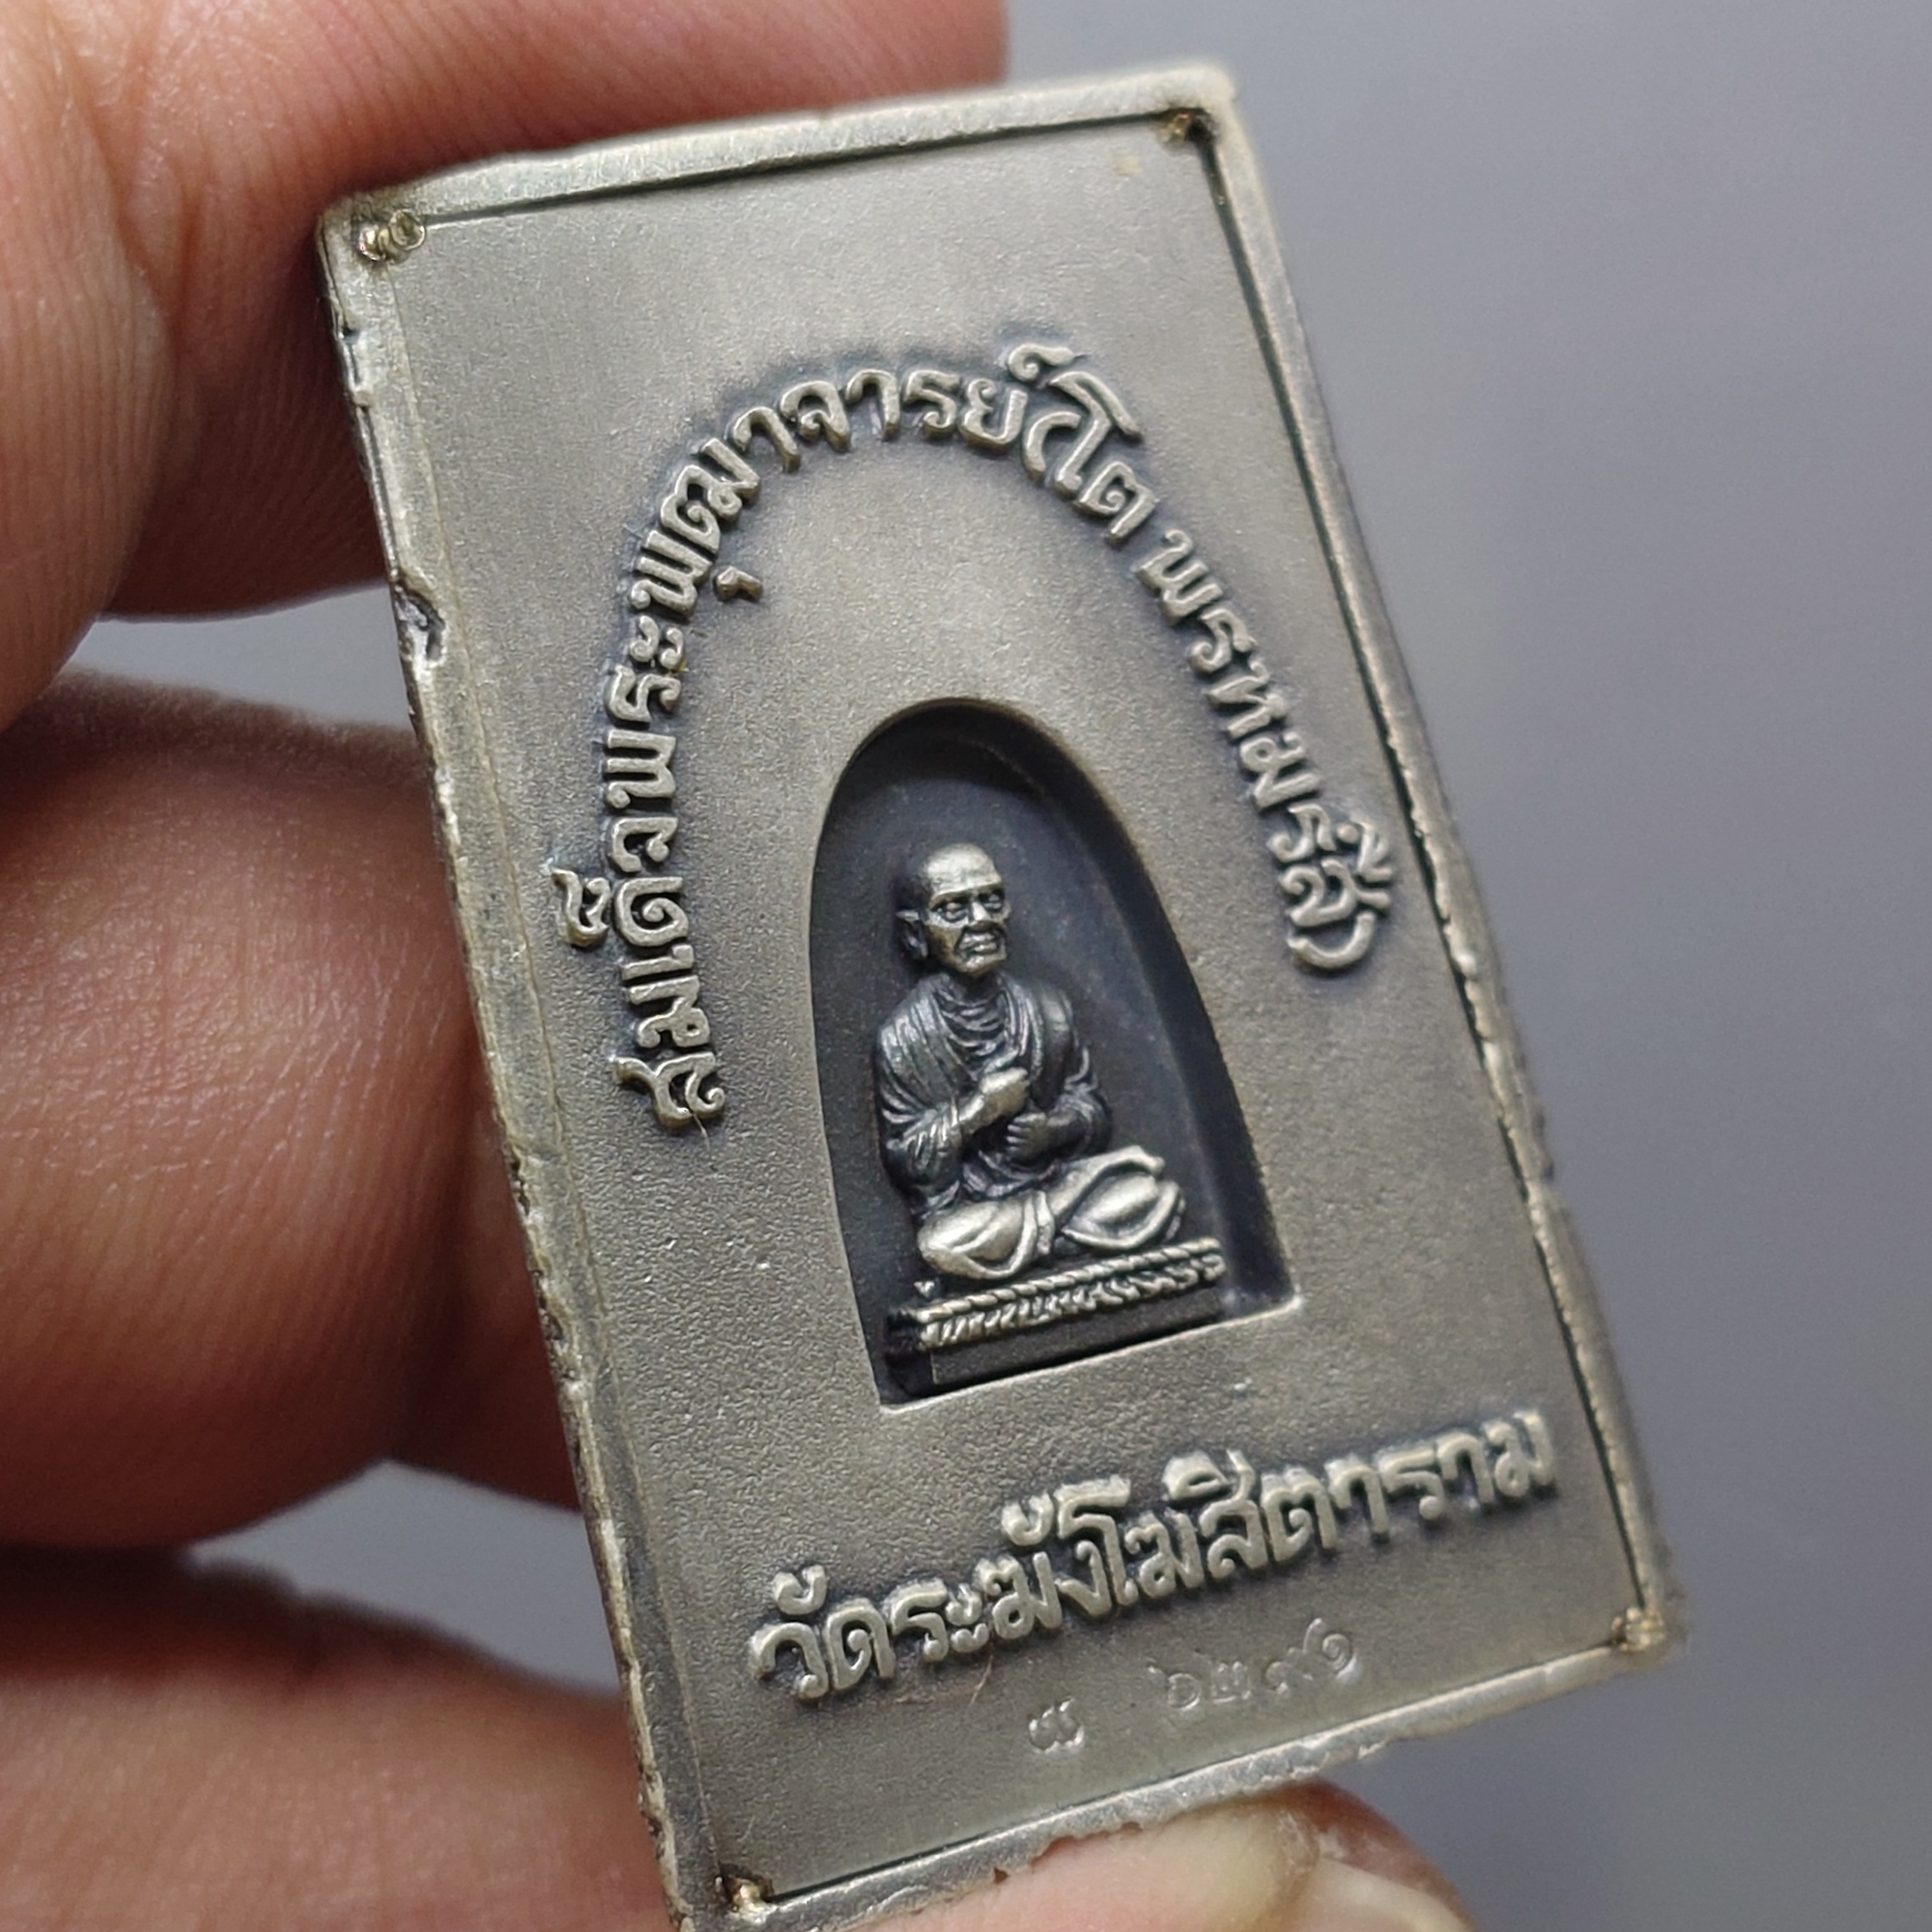 สมเด็จพระพุฒาจารย์(โต พรหมรังสี)
วัดระฆังโฆสิตาราม
๖๒๙๑